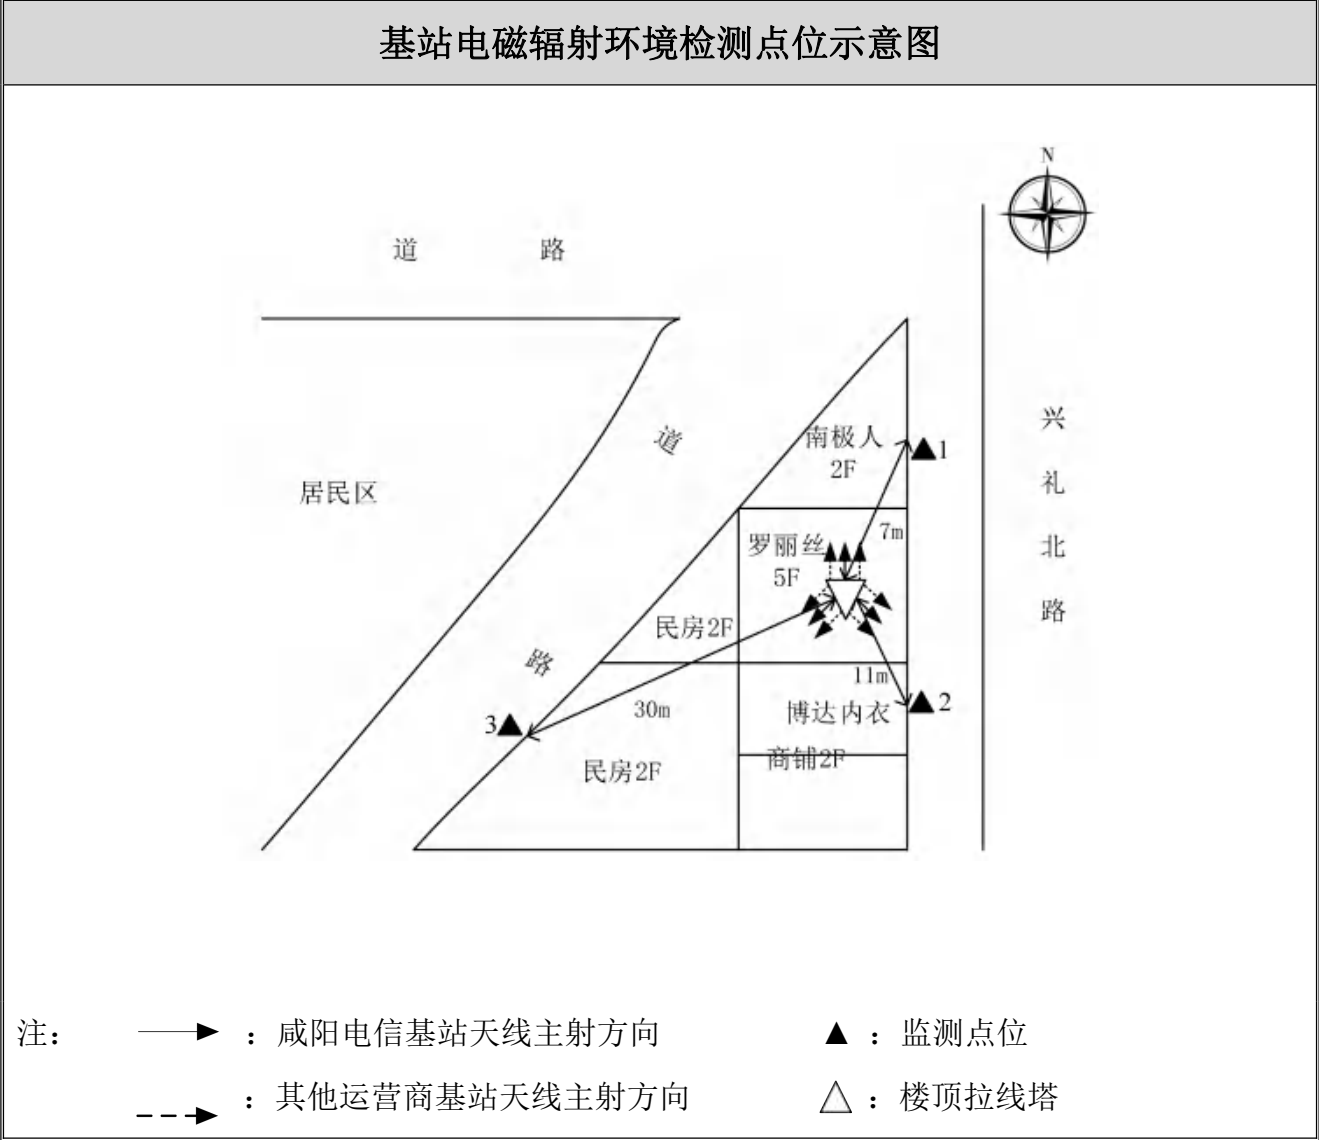 基站电磁辐射环境检测点位示意图
N
道 路
兴礼北路
道
南极人
2F
1
居民区
7m
罗丽丝
5F
民房2F
路
11m
30m
博达内衣
2
3
商铺2F
民房2F
注： ：咸阳电信基站天线主射方向 ▲：监测点位
：其他运营商基站天线主射方向 △：楼顶拉线塔